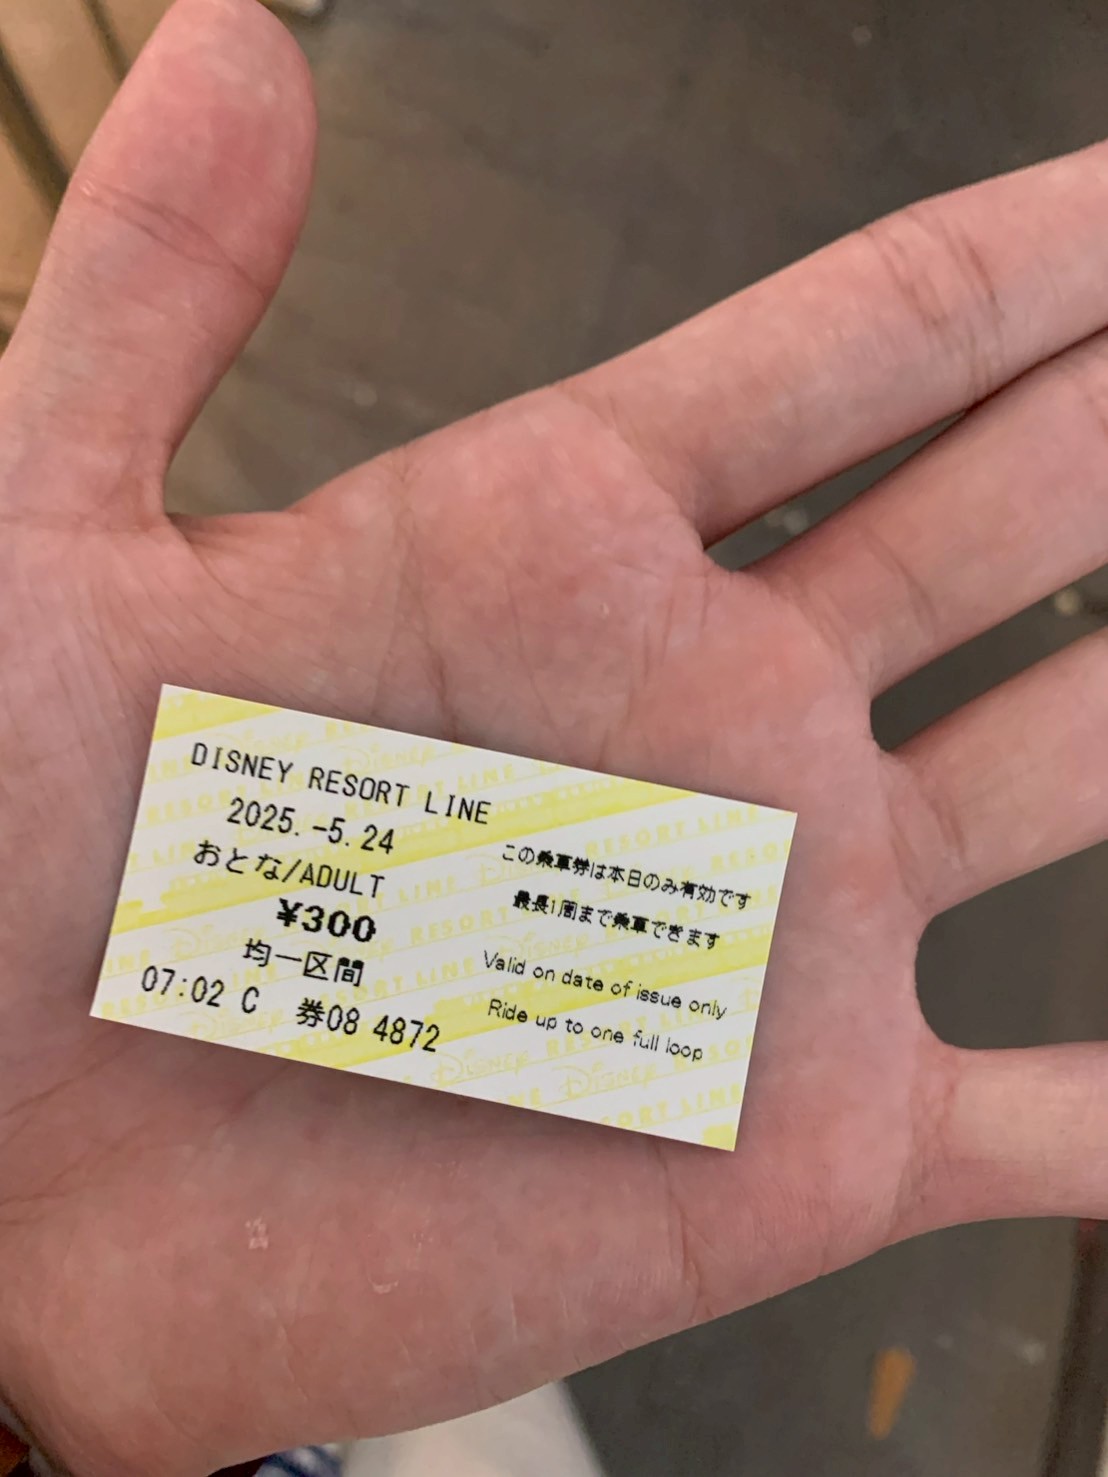 DISNEY RESORT LINE
2025.-5.24
おとな/ADULT
¥300
均一区間
07:02 C 券08 4872
この乗車券は本日のみ有効です
最長1周まで乗車できます
Valid on date of issue only
Ride up to one full loop